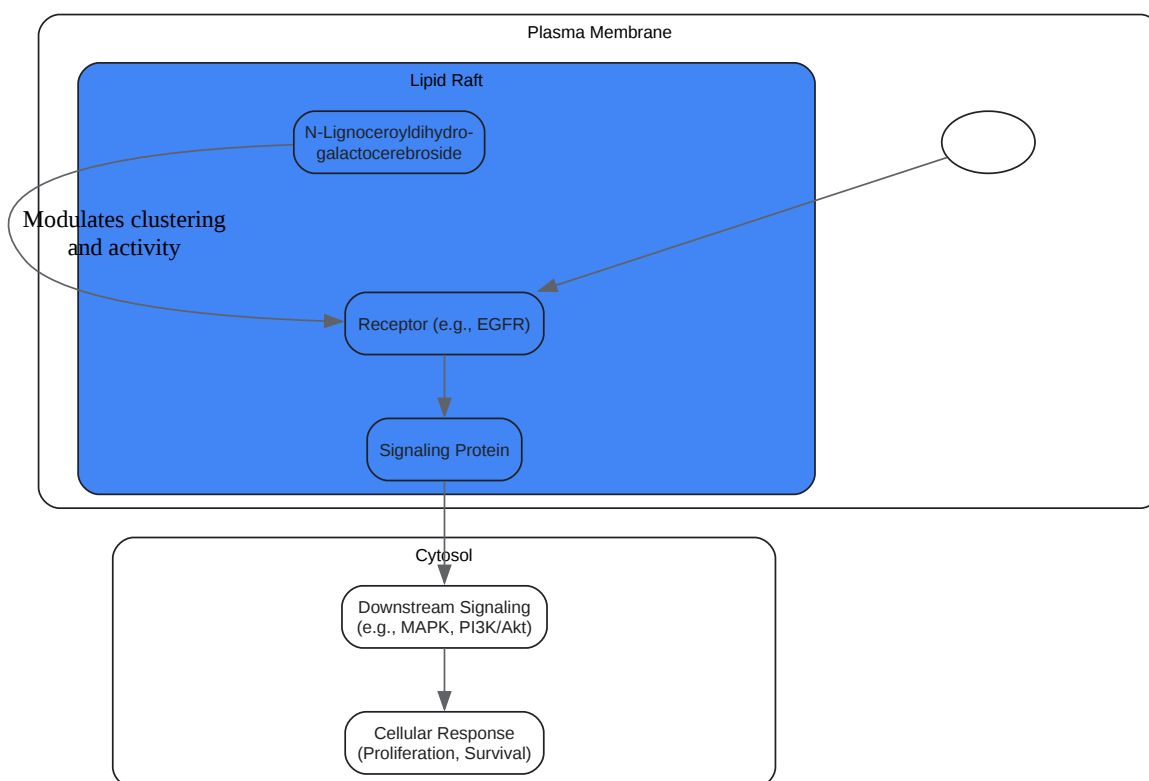 Plasma Membrane
Lipid Raft
N-Lignoceroyldihydro-
galactocerebroside
Modulates clustering
and activity
Receptor (e.g., EGFR)
Signaling Protein
Cytosol
Downstream Signaling
(e.g., MAPK, PI3K/Akt)
Cellular Response
(Proliferation, Survival)